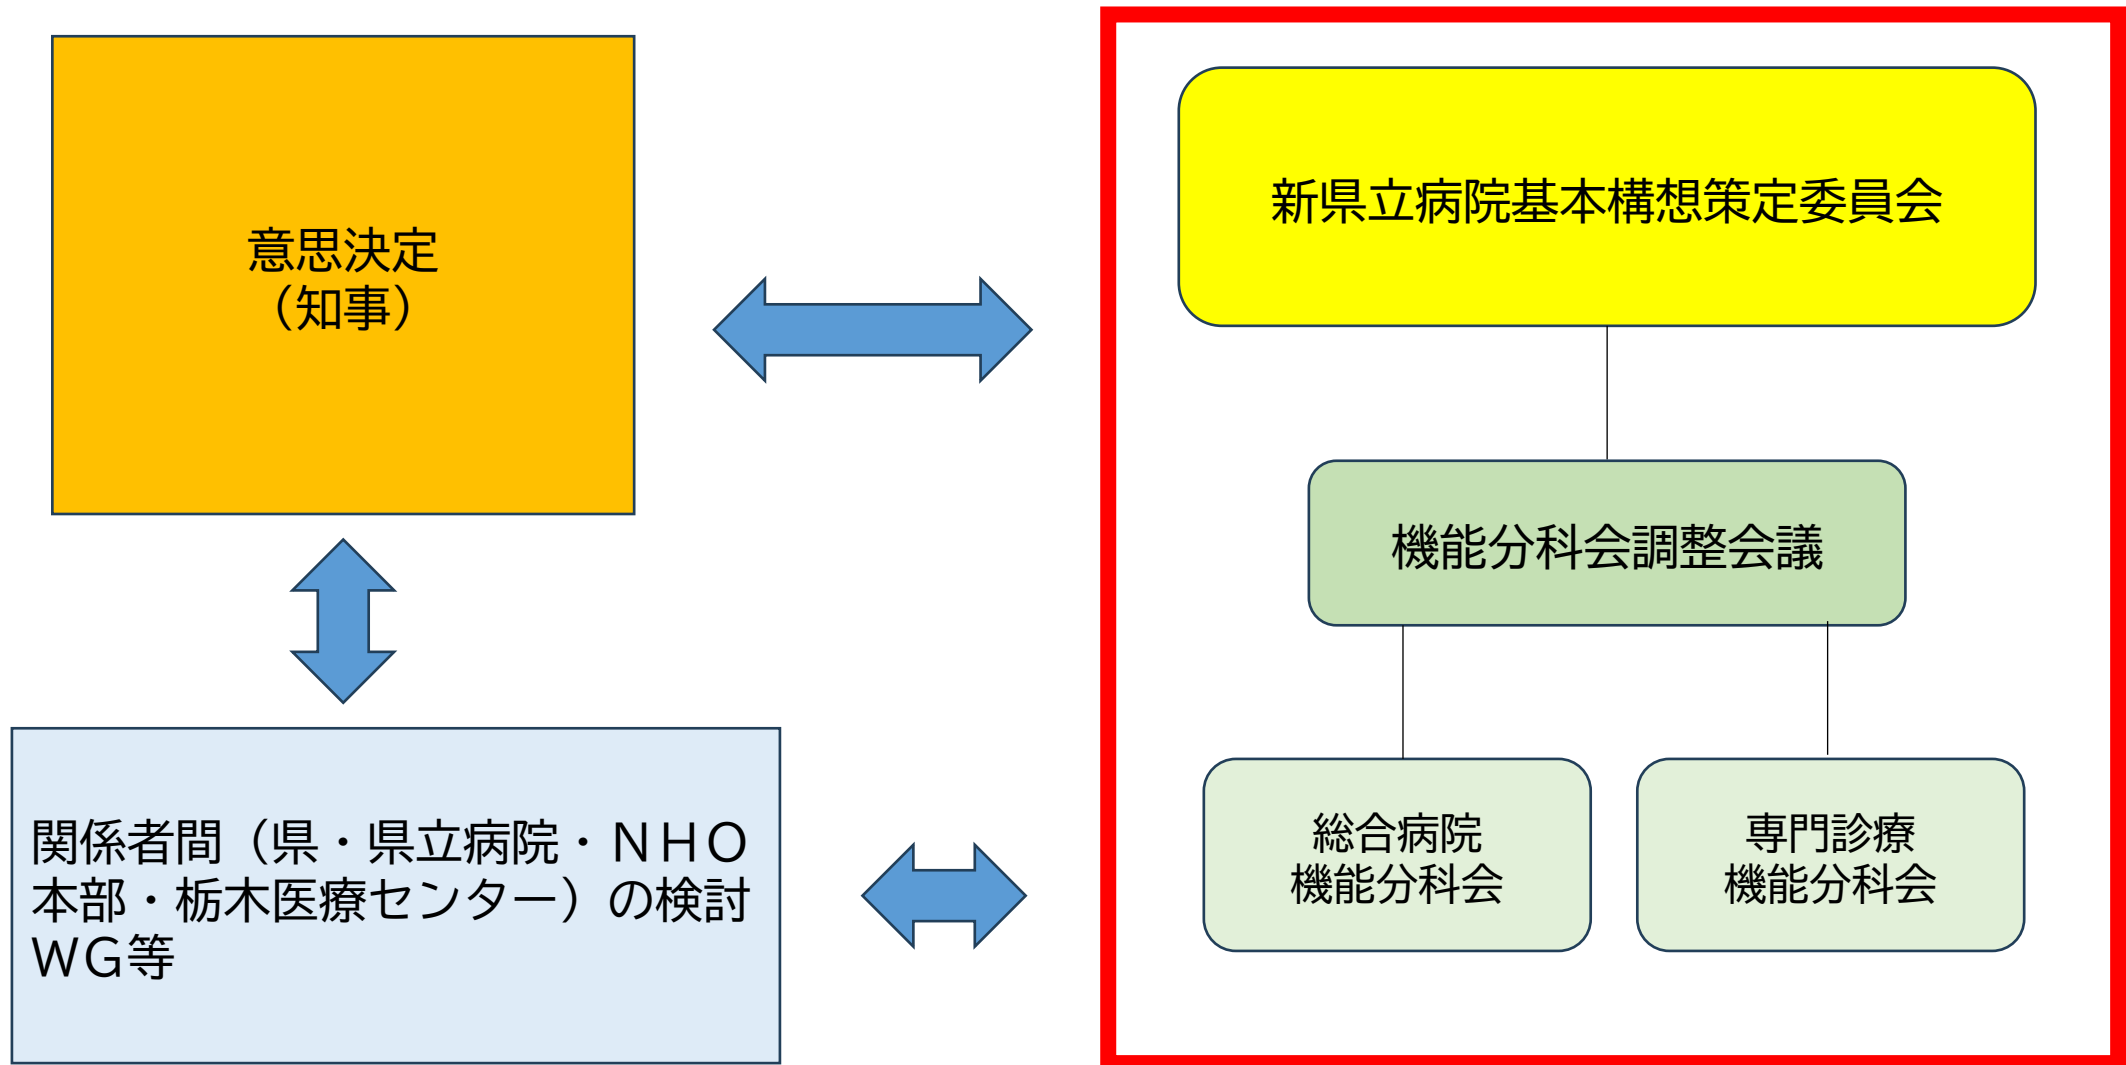 意思決定
（知事）
新県立病院基本構想策定委員会
機能分科会調整会議
関係者間（県・県立病院・ＮＨＯ
本部・栃木医療センター）の検討
ＷＧ等
総合病院
機能分科会
専門診療
機能分科会